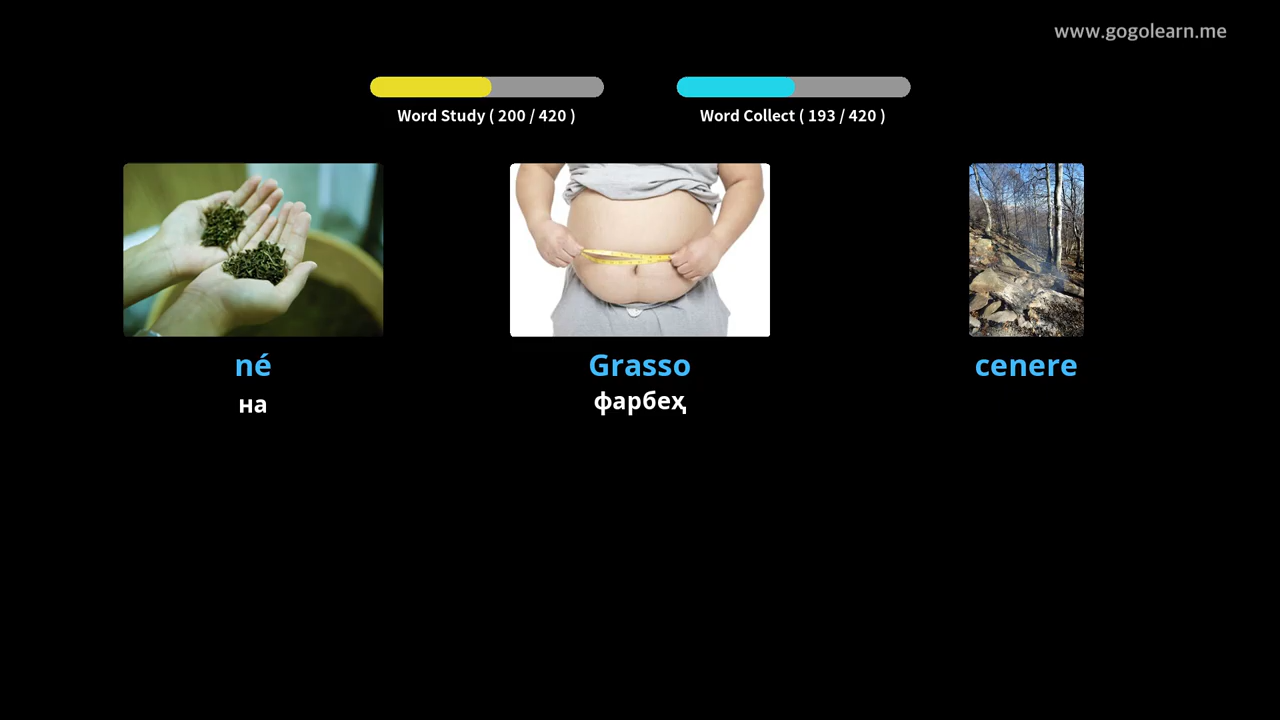 www.gogolearn.me
Word Study ( 200 / 420 )
Word Collect ( 193 / 420 )
né
на
Grasso
фарбеҳ
cenere